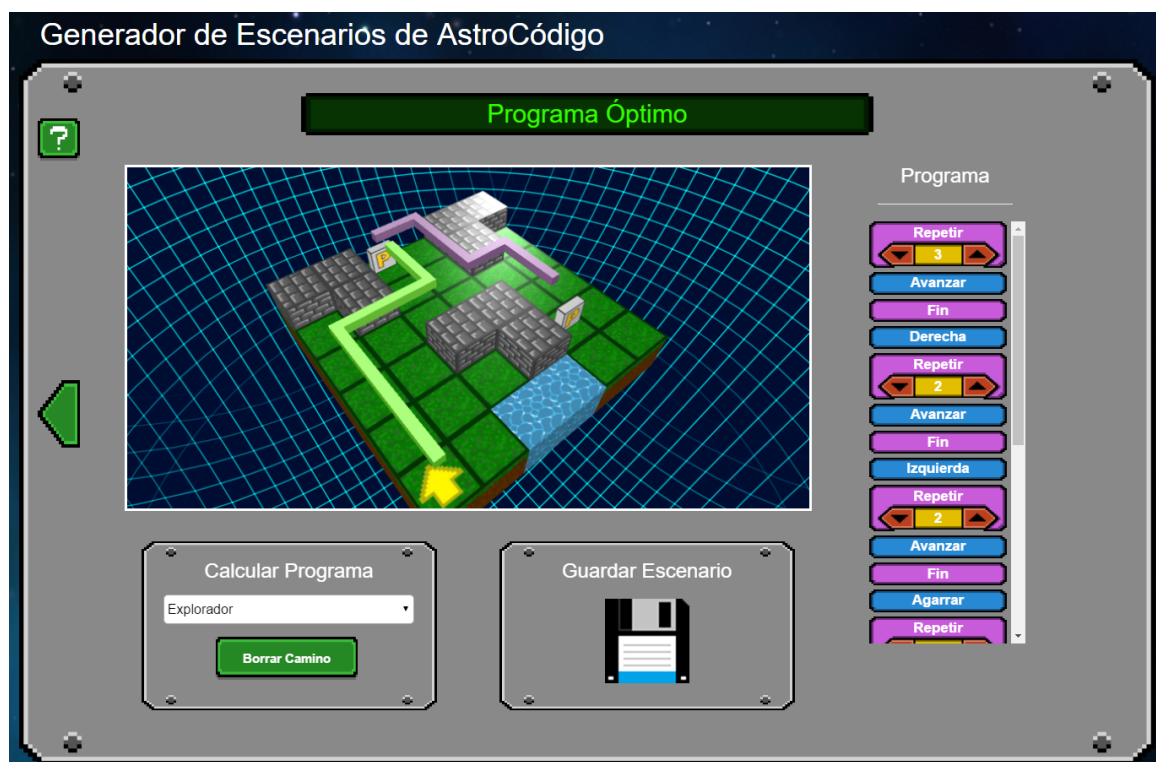 Generador de Escenarios de AstroCódigo
Programa Óptimo
?
P
P
Programa
Repetir
3
Avanzar
Fin
Derecha
Repetir
2
Avanzar
Fin
Izquierda
Repetir
2
Avanzar
Fin
Agarrar
Repetir
Calcular Programa
Explorador
Borrar Camino
Guardar Escenario